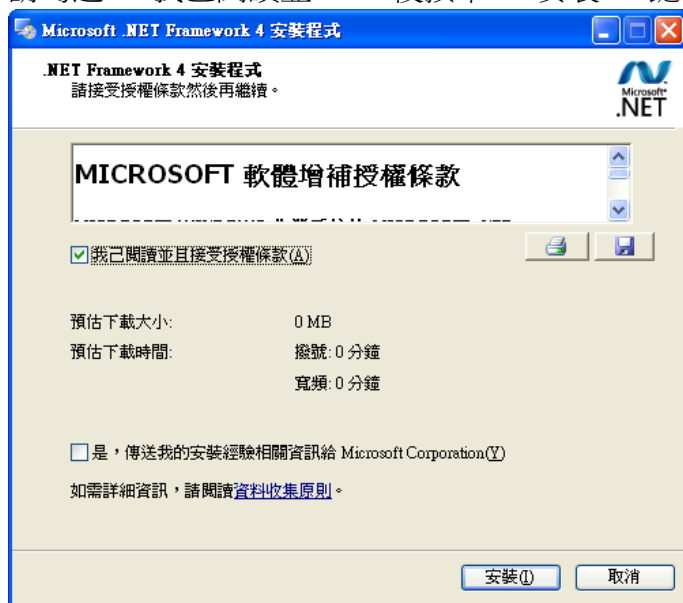 Microsoft .NET Framework 4 安裝程式
.NET Framework 4 安裝程式
請接受授權條款然後再繼續。
Microsoft
.NET
MICROSOFT 軟體增補授權條款
我已閱讀並且接受授權條款(A)
預估下載大小: 0 MB
預估下載時間: 撥號: 0 分鐘
寬頻: 0 分鐘
是，傳送我的安裝經驗相關資訊給 Microsoft Corporation(Y)
如需詳細資訊，請閱讀資料收集原則。
安裝(I) 取消